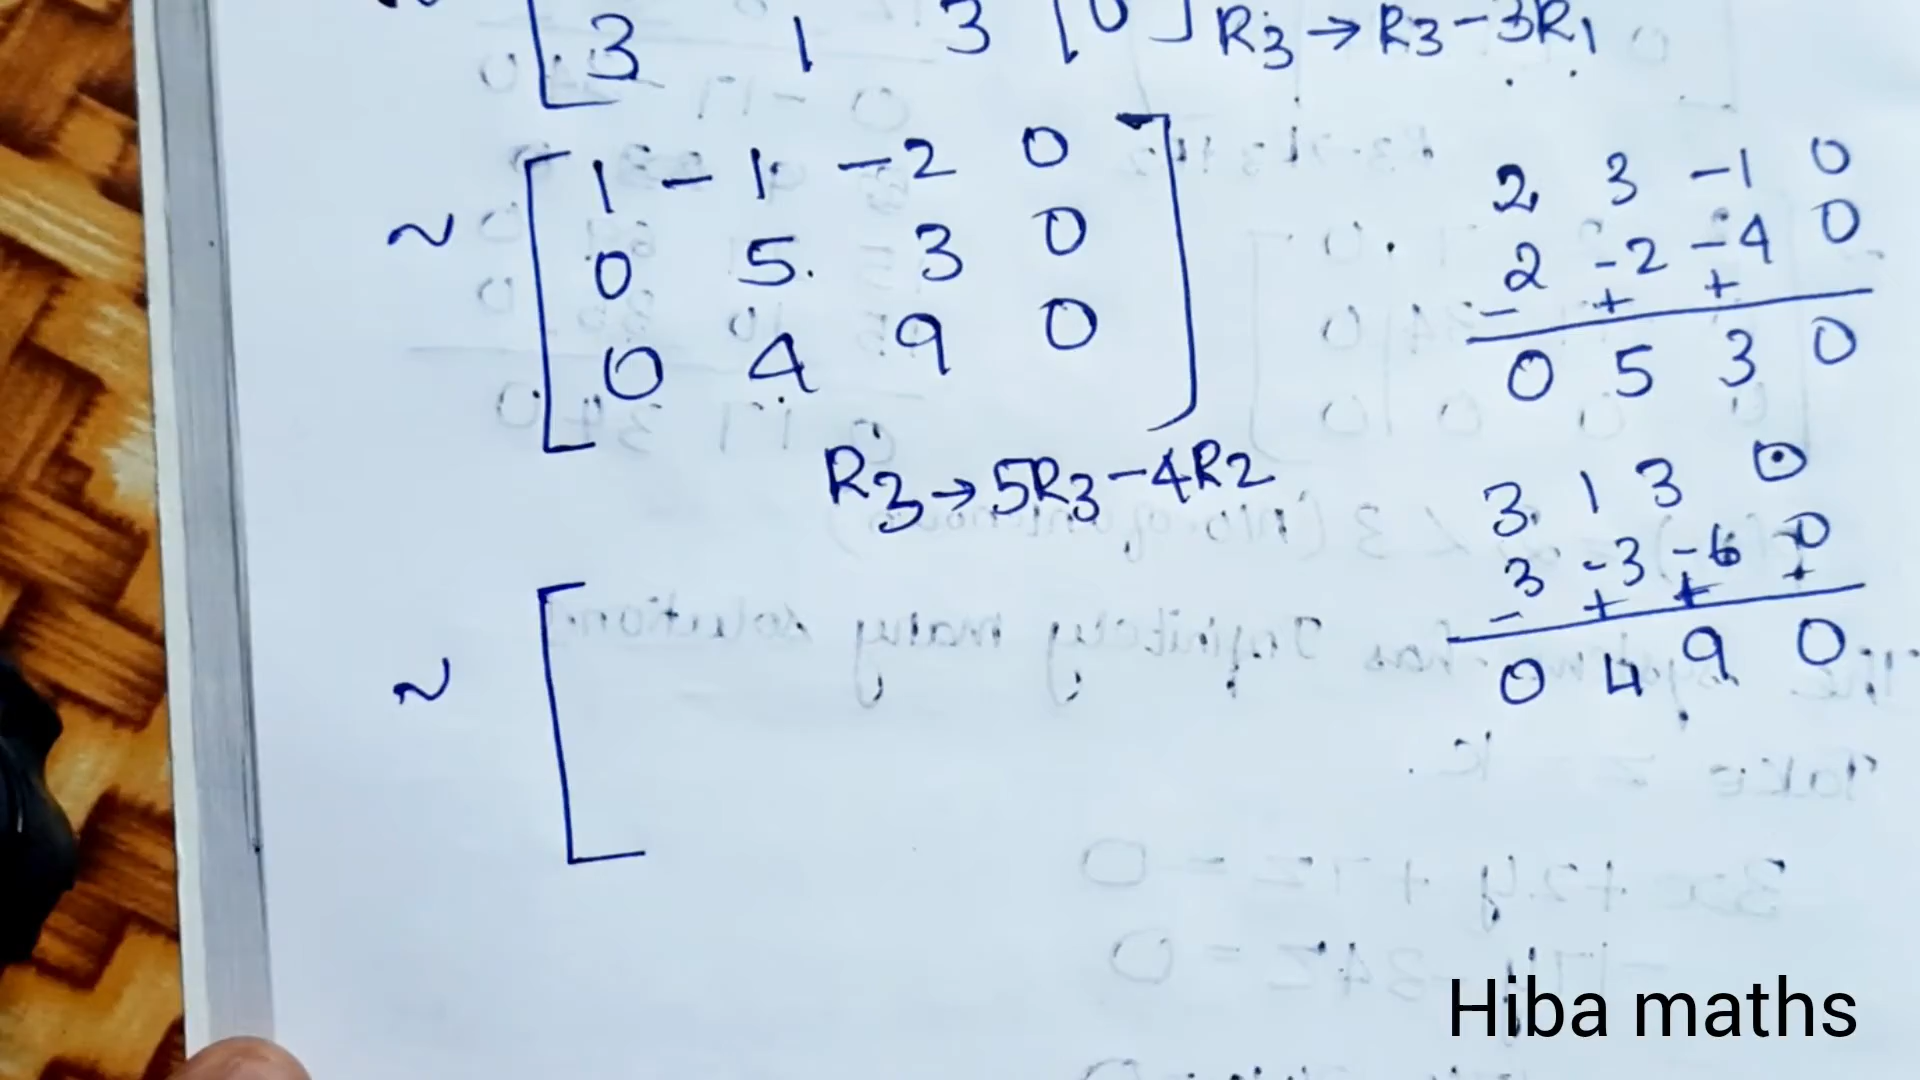 3 1 3 | 0 ] R3 → R3 - 3R1
~ [ 1 -1 -2 0
0 5 3 0
0 4 9 0 ]
R3 → 5R3 - 4R2
~ [
2 3 -1 0
2 -2 -4 0
- + +
0 5 3 0
3 1 3 0
3 -3 -6 0
- + + +
0 4 9 0
Hiba maths